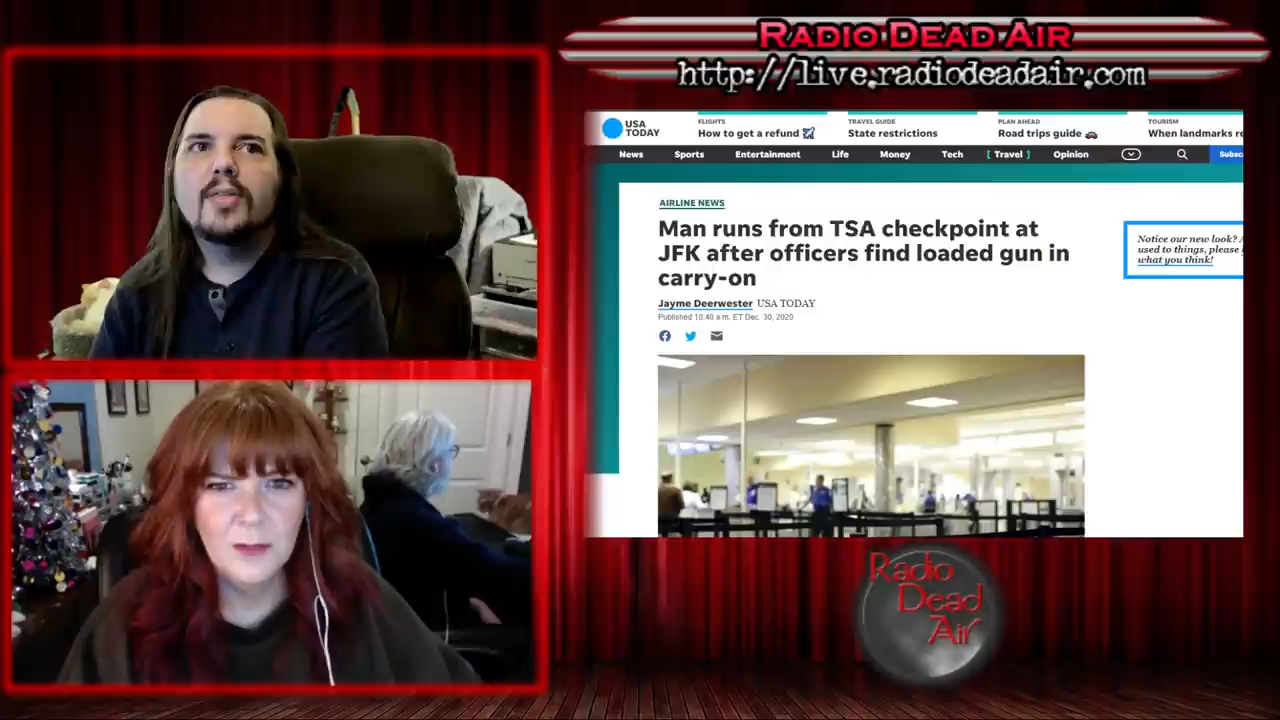 RADIO DEAD AIR
http://live.radiodeadair.com
USA
TODAY
FLIGHTS
How to get a refund
TRAVEL GUIDE
State restrictions
PLAN AHEAD
Road trips guide
TOURISM
When landmarks re
News Sports Entertainment Life Money Tech [ Travel ] Opinion Subsc
AIRLINE NEWS
Man runs from TSA checkpoint at
JFK after officers find loaded gun in
carry-on
Jayme Deerwester USA TODAY
Published 10:40 a.m. ET Dec. 30, 2020
Notice our new look?
used to things, please
what you think!
Radio
Dead
Air